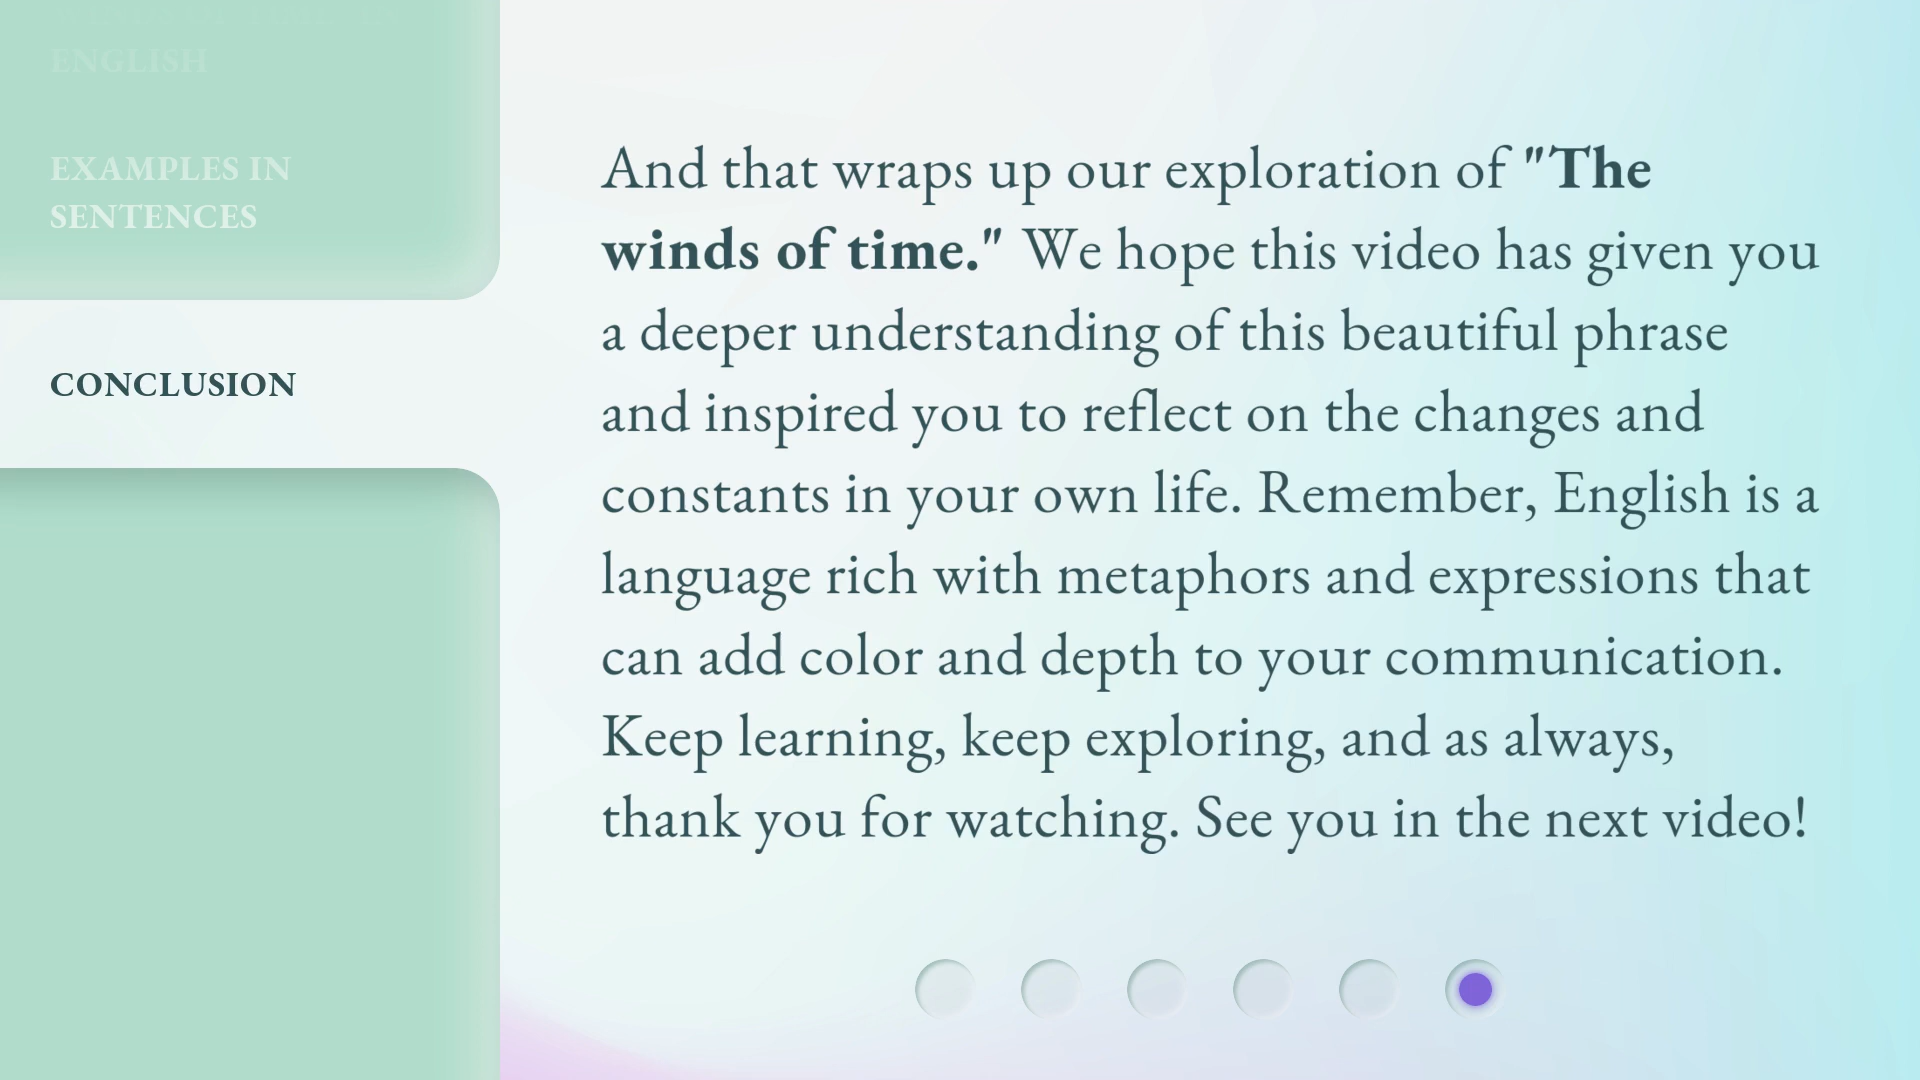 ENGLISH
EXAMPLES IN
SENTENCES
CONCLUSION
And that wraps up our exploration of "The
winds of time." We hope this video has given you
a deeper understanding of this beautiful phrase
and inspired you to reflect on the changes and
constants in your own life. Remember, English is a
language rich with metaphors and expressions that
can add color and depth to your communication.
Keep learning, keep exploring, and as always,
thank you for watching. See you in the next video!